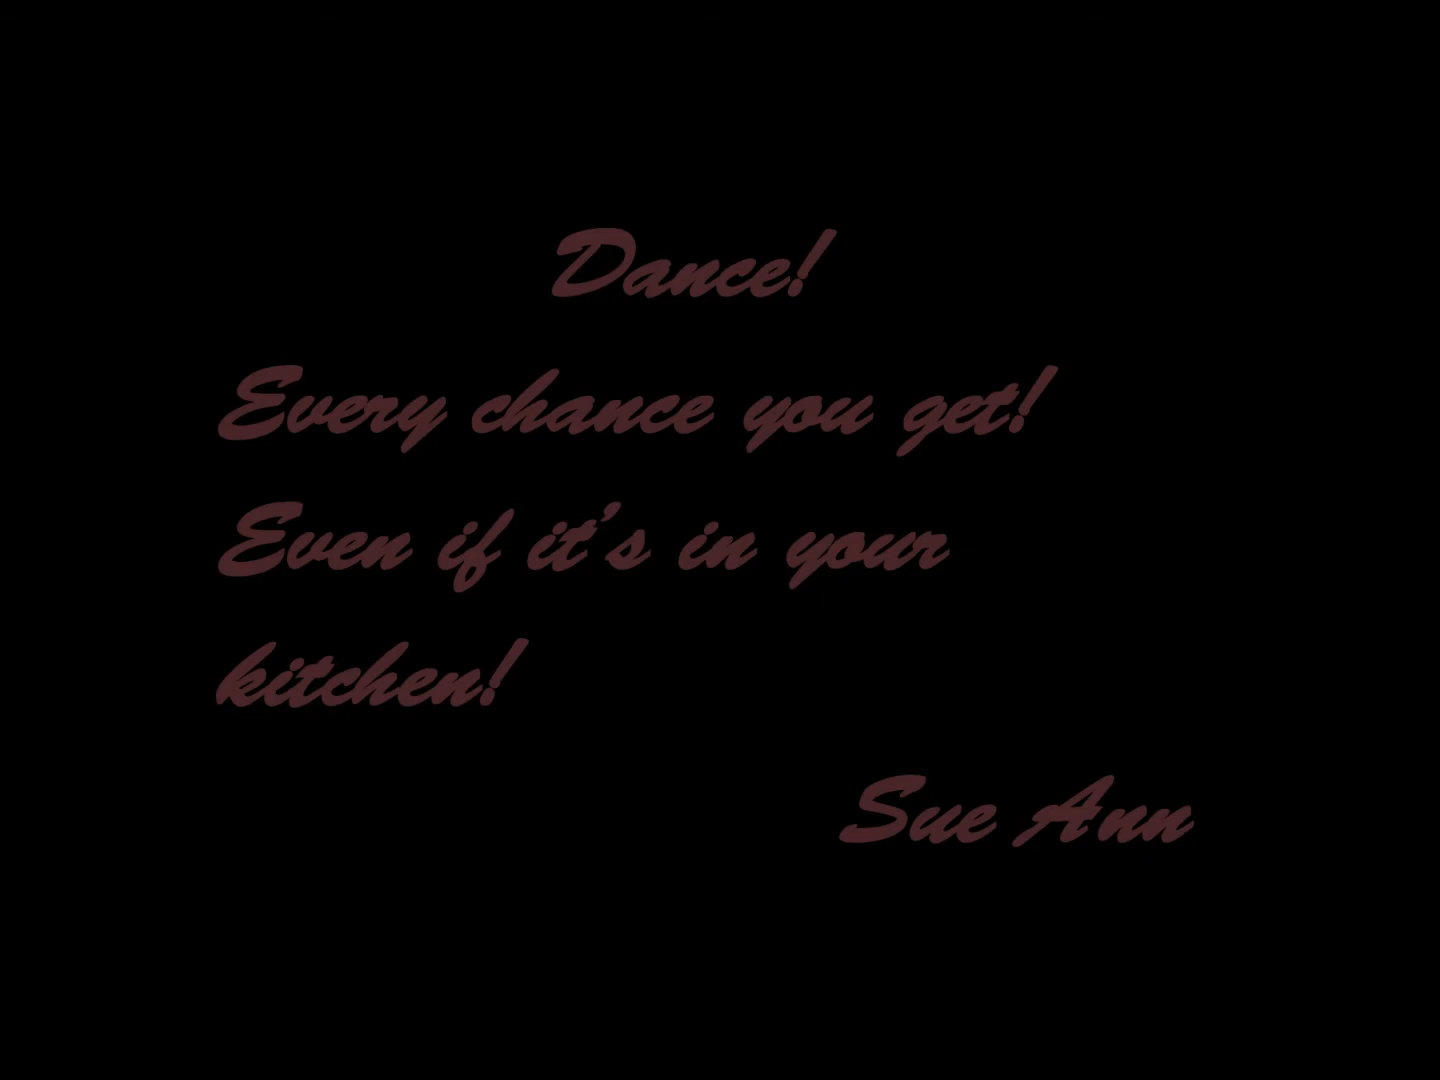 Dance!
Every chance you get!
Even if it’s in your
kitchen!
Sue Ann